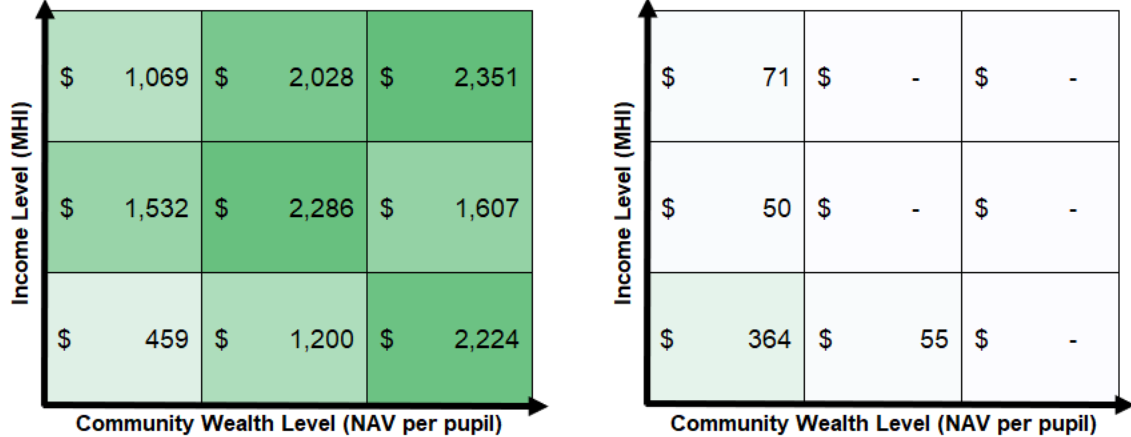 Income Level (MHI)
$ 1,069 $ 2,028 $ 2,351
$ 1,532 $ 2,286 $ 1,607
$ 459 $ 1,200 $ 2,224
Community Wealth Level (NAV per pupil)
Income Level (MHI)
$ 71 $ - $ -
$ 50 $ - $ -
$ 364 $ 55 $ -
Community Wealth Level (NAV per pupil)